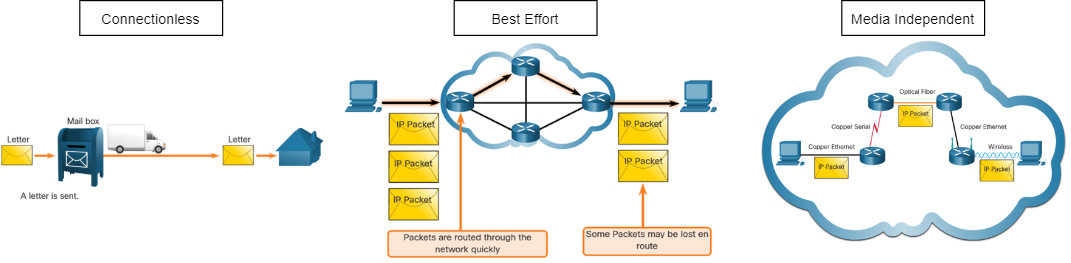 Connectionless
Letter
Mail box
Letter
A letter is sent.
Best Effort
IP Packet
IP Packet
IP Packet
IP Packet
IP Packet
Packets are routed through the
network quickly
Some Packets may be lost en
route
Media Independent
Optical Fiber
IP Packet
Copper Serial
Copper Ethernet
Copper Ethernet
Wireless
IP Packet
IP Packet